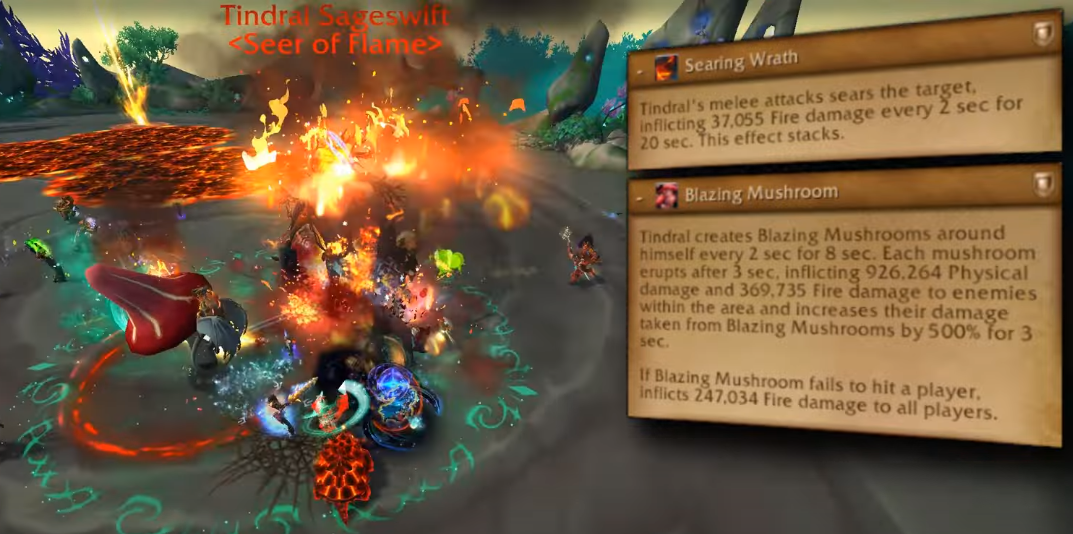 Tindral Sageswift
<Seer of Flame>
- Searing Wrath
Tindral's melee attacks sears the target,
inflicting 37,055 Fire damage every 2 sec for
20 sec. This effect stacks.
- Blazing Mushroom
Tindral creates Blazing Mushrooms around
himself every 2 sec for 8 sec. Each mushroom
erupts after 3 sec, inflicting 926,264 Physical
damage and 369,735 Fire damage to enemies
within the area and increases their damage
taken from Blazing Mushrooms by 500% for 3
sec.
If Blazing Mushroom fails to hit a player,
inflicts 247,034 Fire damage to all players.